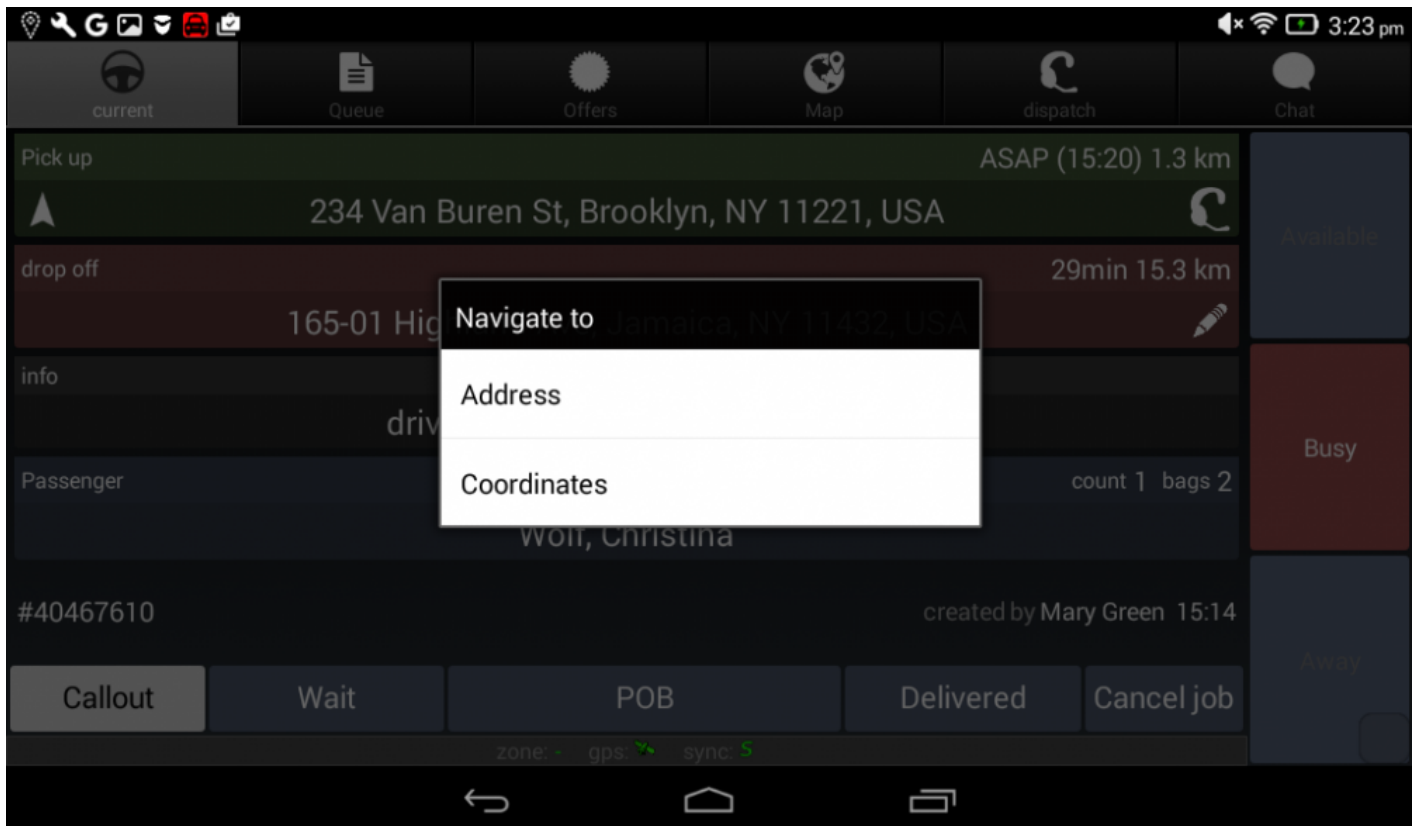 3:23 pm
current Queue Offers Map dispatch Chat
Pick up ASAP (15:20) 1.3 km
234 Van Buren St, Brooklyn, NY 11221, USA
Available
drop off 29min 15.3 km
165-01 Hig Jamaica, NY 11432, USA
Navigate to
info
Address
driv
Busy
Coordinates
Passenger count 1 bags 2
Wolf, Christina
#40467610 created by Mary Green 15:14
Away
Callout Wait POB Delivered Cancel job
zone: - gps: sync: S